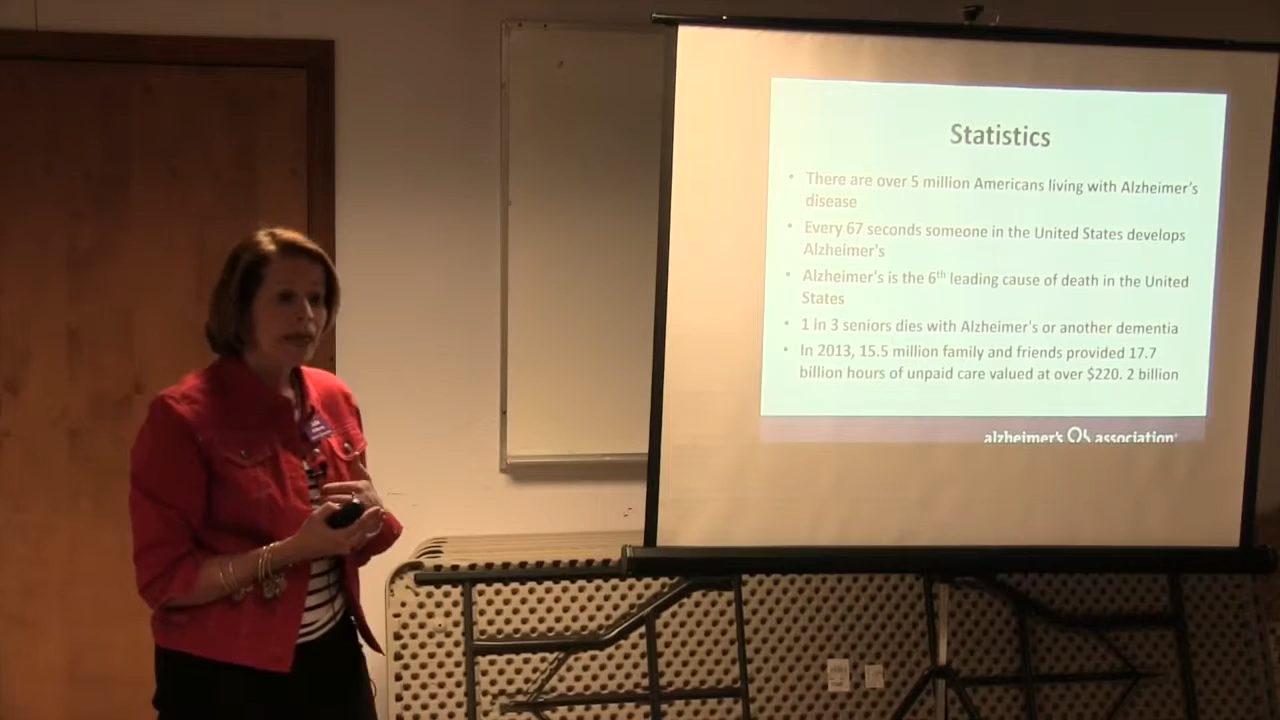 Statistics
• There are over 5 million Americans living with Alzheimer's
disease
• Every 67 seconds someone in the United States develops
Alzheimer's
• Alzheimer's is the 6th leading cause of death in the United
States
• 1 in 3 seniors dies with Alzheimer's or another dementia
• In 2013, 15.5 million family and friends provided 17.7
billion hours of unpaid care valued at over $220. 2 billion
alzheimer's association®